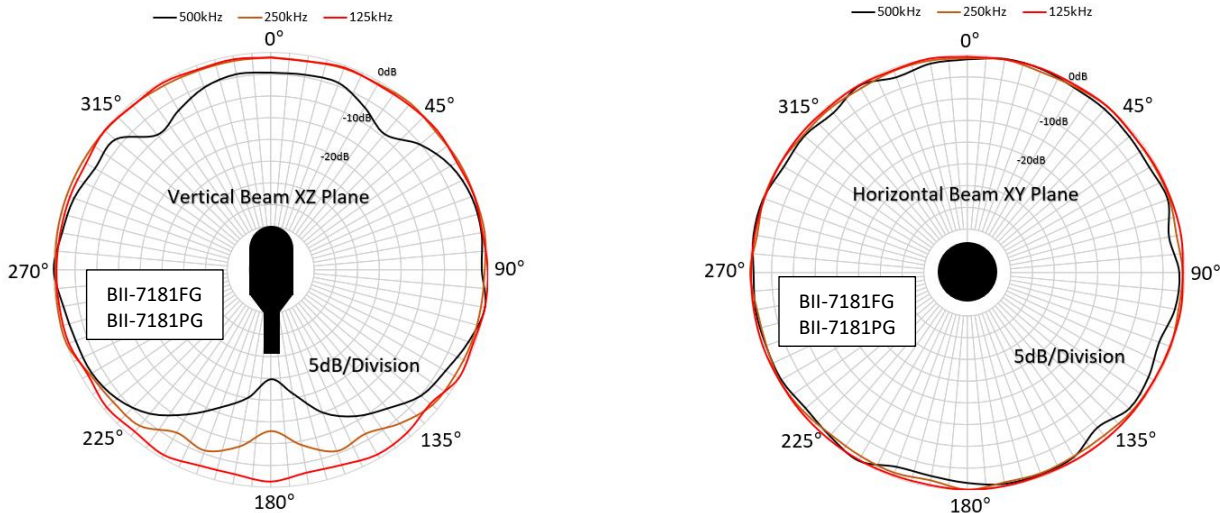 500kHz 250kHz 125kHz
0°
0dB
315°
45°
-10dB
-20dB
Vertical Beam XZ Plane
270°
90°
BII-7181FG
BII-7181PG
5dB/Division
225°
135°
180°
500kHz 250kHz 125kHz
0°
0dB
315°
45°
-10dB
-20dB
Horizontal Beam XY Plane
270°
90°
BII-7181FG
BII-7181PG
5dB/Division
225°
135°
180°